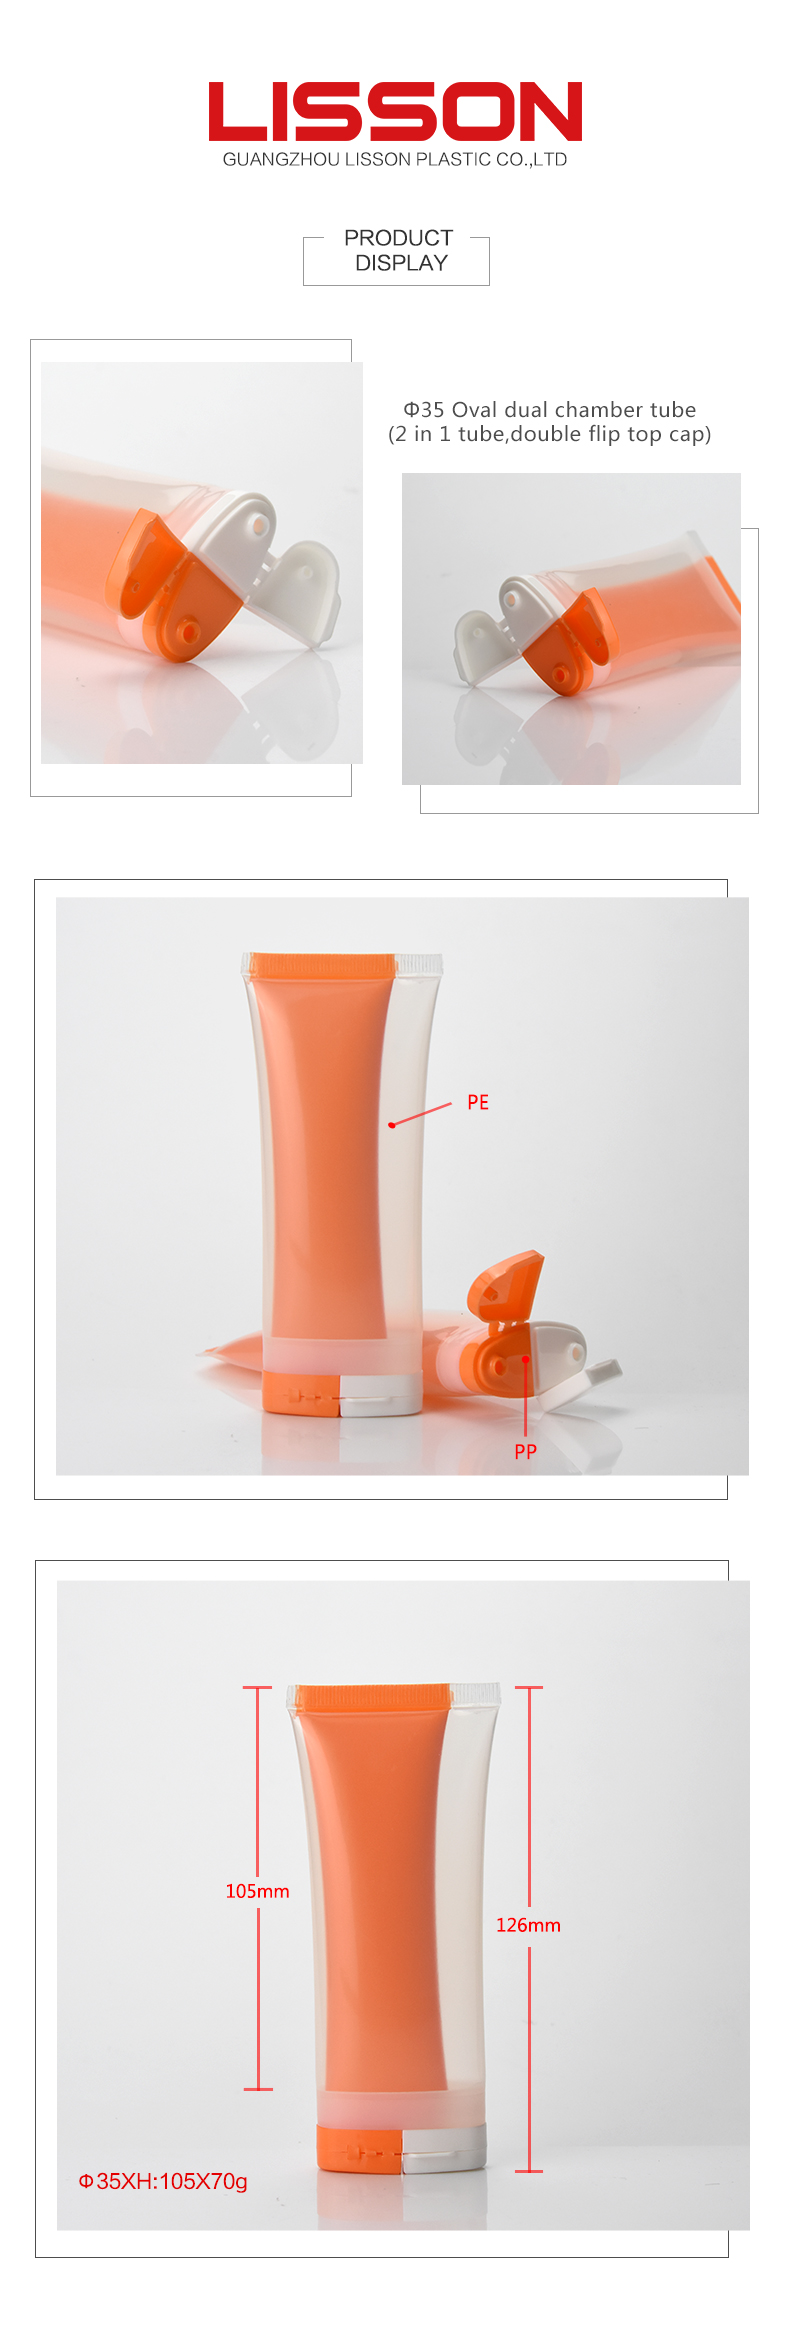 LISSON
GUANGZHOU LISSON PLASTIC CO.,LTD
PRODUCT
DISPLAY
Φ35 Oval dual chamber tube
(2 in 1 tube,double flip top cap)
PE
PP
105mm
126mm
Φ35XH:105X70g